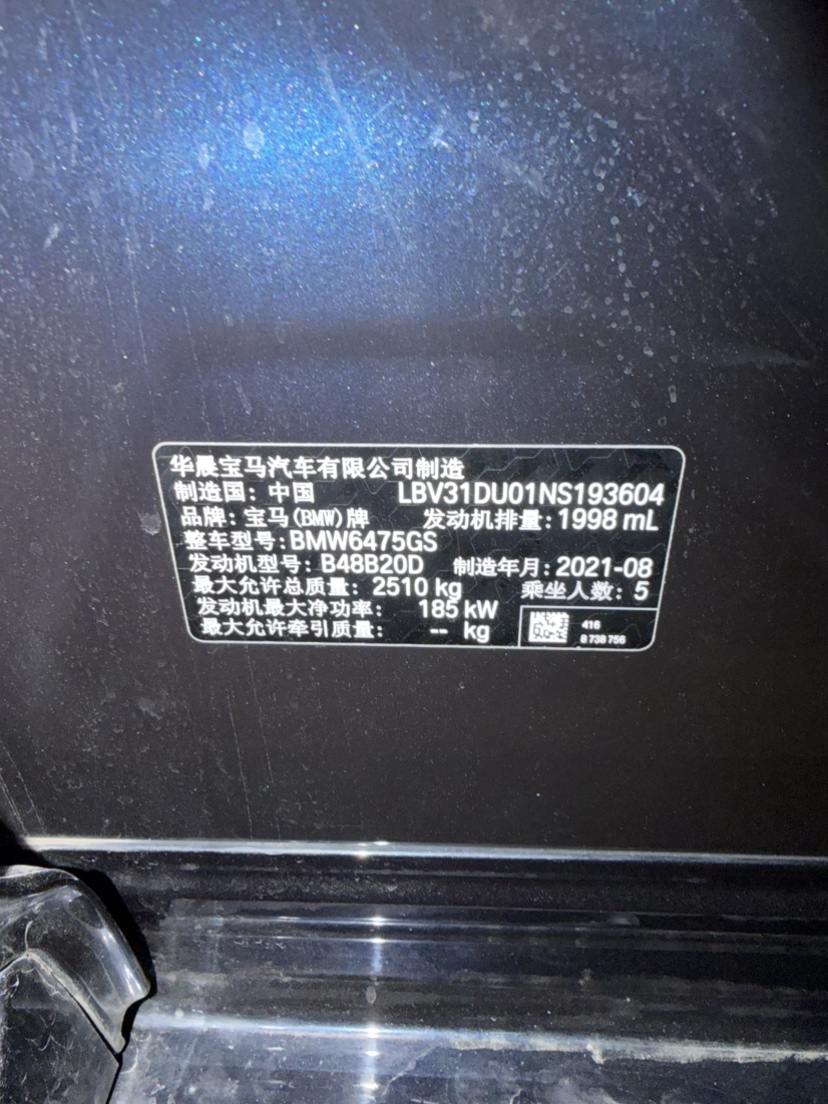 华晨宝马汽车有限公司制造
制造国：中国 LBV31DU01NS193604
品牌：宝马(BMW)牌 发动机排量：1998 mL
整车型号：BMW6475GS
发动机型号：B48B20D 制造年月：2021-08
最大允许总质量：2510 kg 乘坐人数：5
发动机最大净功率：185 kW
最大允许牵引质量：-- kg
416
8 738 756